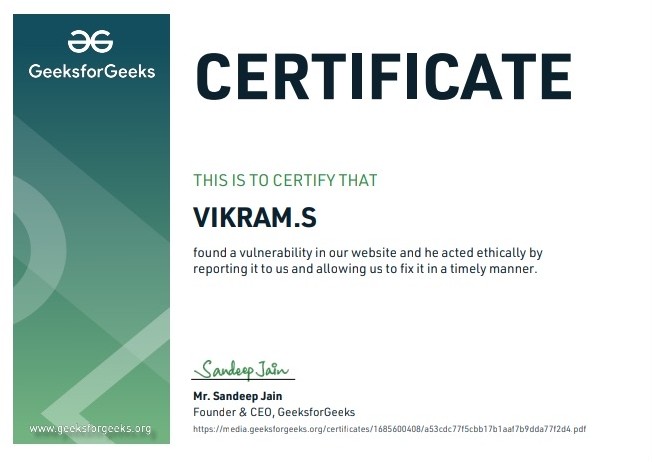 GeeksforGeeks
CERTIFICATE
THIS IS TO CERTIFY THAT
VIKRAM.S
found a vulnerability in our website and he acted ethically by
reporting it to us and allowing us to fix it in a timely manner.
Sandeep Jain
Mr. Sandeep Jain
Founder & CEO, GeeksforGeeks
https://media.geeksforgeeks.org/certificates/1685600408/a53cdc77f5cbb17b1aaf7b9dda77f2d4.pdf
www.geeksforgeeks.org